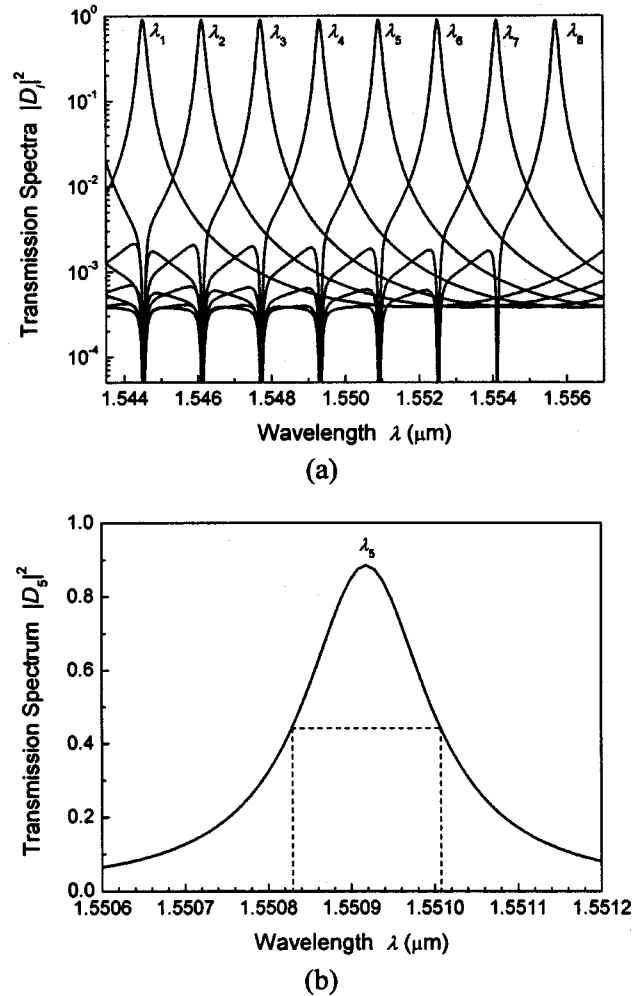 10⁰
λ₁ λ₂ λ₃ λ₄ λ₅ λ₆ λ₇ λ₈
10⁻¹
10⁻²
10⁻³
10⁻⁴
Transmission Spectra |Dᵢ|²
1.544 1.546 1.548 1.550 1.552 1.554 1.556
Wavelength λ (μm)
(a)
1.0
λ₅
0.8
0.6
0.4
0.2
0.0
Transmission Spectrum |D₅|²
1.5506 1.5507 1.5508 1.5509 1.5510 1.5511 1.5512
Wavelength λ (μm)
(b)